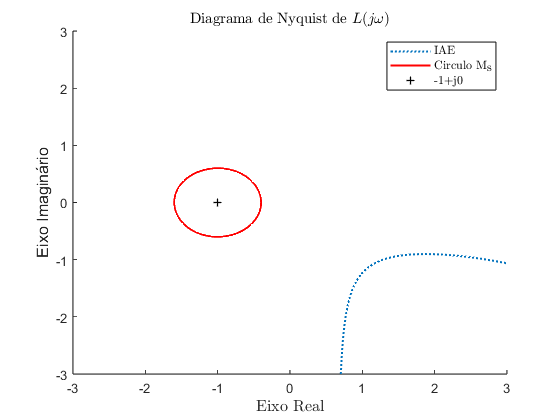 Diagrama de Nyquist de L(jω)
IAE
Circulo M_S
-1+j0
Eixo Imaginário
3
2
1
0
-1
-2
-3
-3 -2 -1 0 1 2 3
Eixo Real